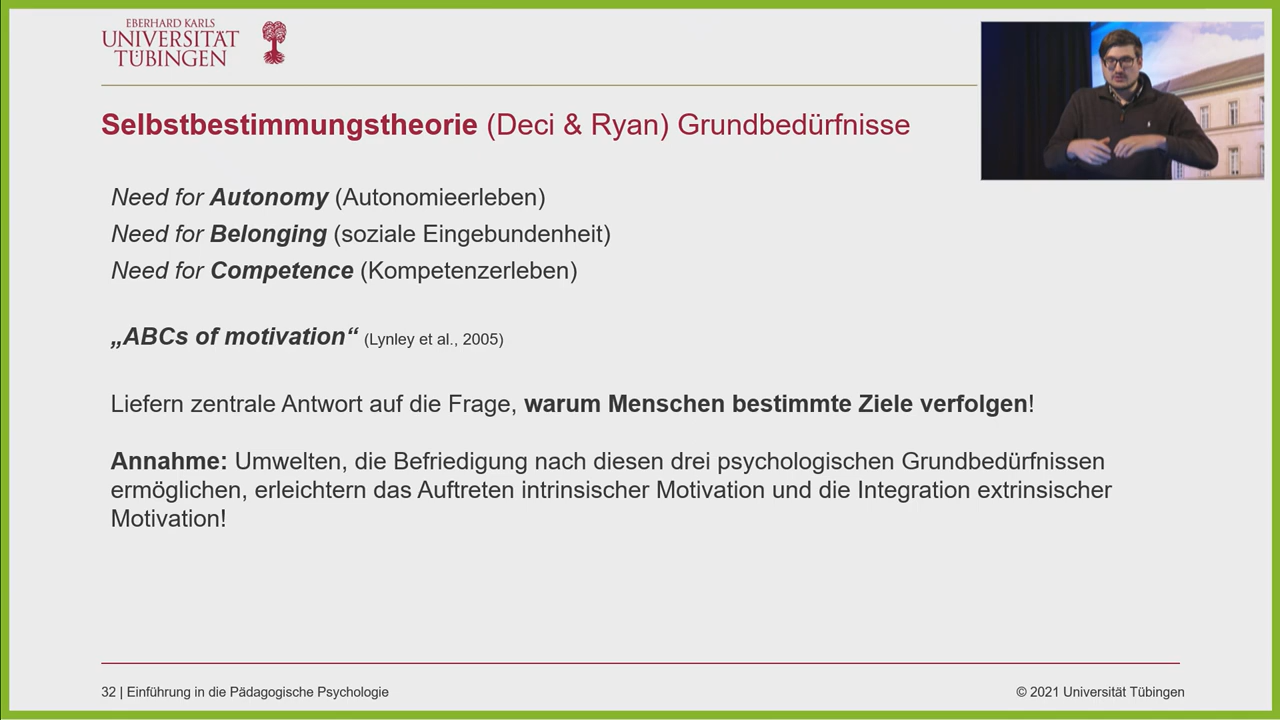 EBERHARD KARLS
UNIVERSITÄT
TÜBINGEN
Selbstbestimmungstheorie (Deci & Ryan) Grundbedürfnisse
Need for Autonomy (Autonomieerleben)
Need for Belonging (soziale Eingebundenheit)
Need for Competence (Kompetenzerleben)
„ABCs of motivation“ (Lynley et al., 2005)
Liefern zentrale Antwort auf die Frage, warum Menschen bestimmte Ziele verfolgen!
Annahme: Umwelten, die Befriedigung nach diesen drei psychologischen Grundbedürfnissen
ermöglichen, erleichtern das Auftreten intrinsischer Motivation und die Integration extrinsischer
Motivation!
32 | Einführung in die Pädagogische Psychologie
© 2021 Universität Tübingen